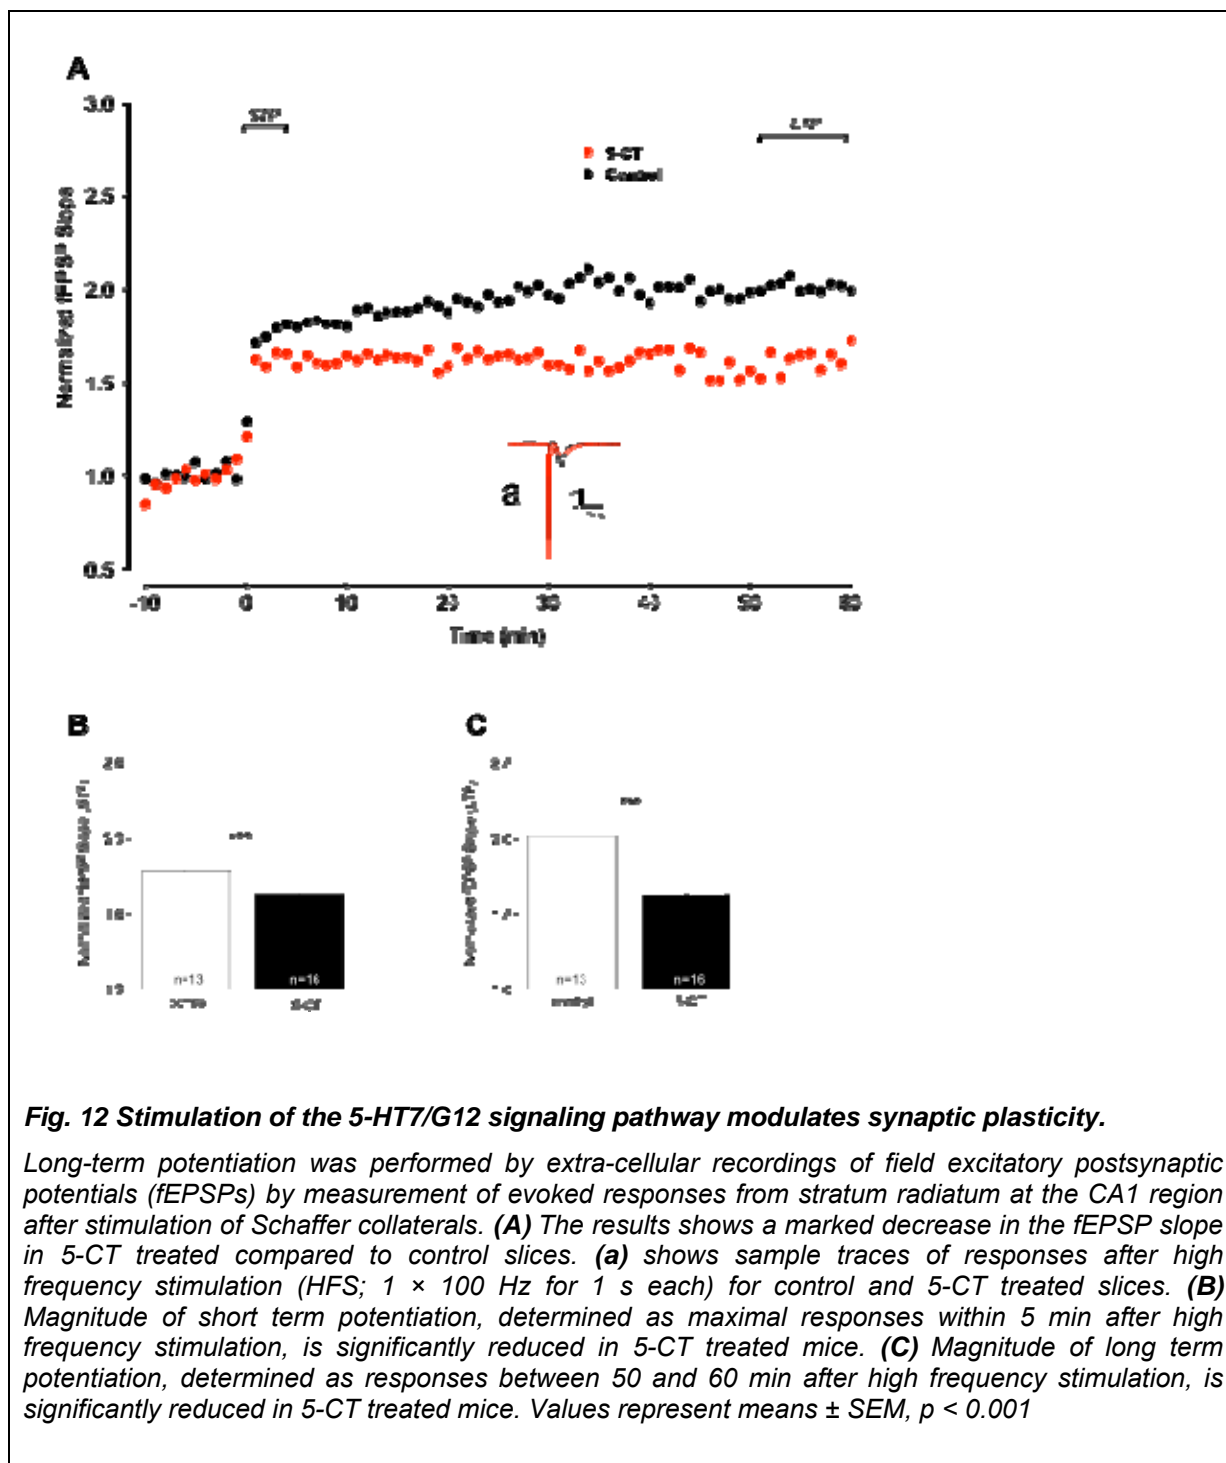 A
3.0
2.5
2.0
1.5
1.0
0.5
5-CT
Control
Normalized fEPSP Slope
a
-10 0 10 20 30 40 50 60
Time (min)
B
C
n=13
n=16
n=13
n=16
5-CT
Fig. 12 Stimulation of the 5-HT7/G12 signaling pathway modulates synaptic plasticity.
Long-term potentiation was performed by extra-cellular recordings of field excitatory postsynaptic
potentials (fEPSPs) by measurement of evoked responses from stratum radiatum at the CA1 region
after stimulation of Schaffer collaterals. (A) The results shows a marked decrease in the fEPSP slope
in 5-CT treated compared to control slices. (a) shows sample traces of responses after high
frequency stimulation (HFS; 1 × 100 Hz for 1 s each) for control and 5-CT treated slices. (B)
Magnitude of short term potentiation, determined as maximal responses within 5 min after high
frequency stimulation, is significantly reduced in 5-CT treated mice. (C) Magnitude of long term
potentiation, determined as responses between 50 and 60 min after high frequency stimulation, is
significantly reduced in 5-CT treated mice. Values represent means ± SEM, p < 0.001